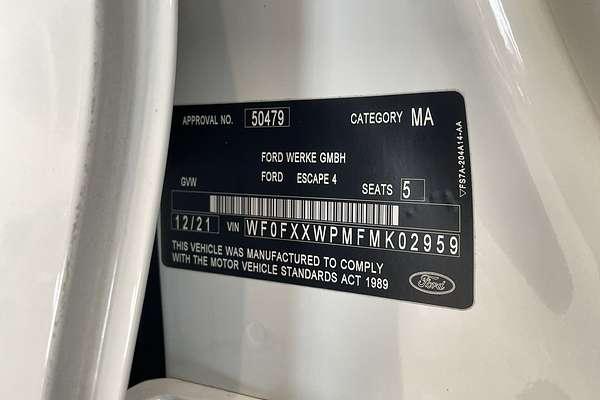 APPROVAL NO. 50479 CATEGORY MA
FORD WERKE GMBH
FORD ESCAPE 4
GVW SEATS 5
12/21 VIN WF0FXXWPMFMK02959
THIS VEHICLE WAS MANUFACTURED TO COMPLY
WITH THE MOTOR VEHICLE STANDARDS ACT 1989
Ford
▽FS7A-204A14-AA